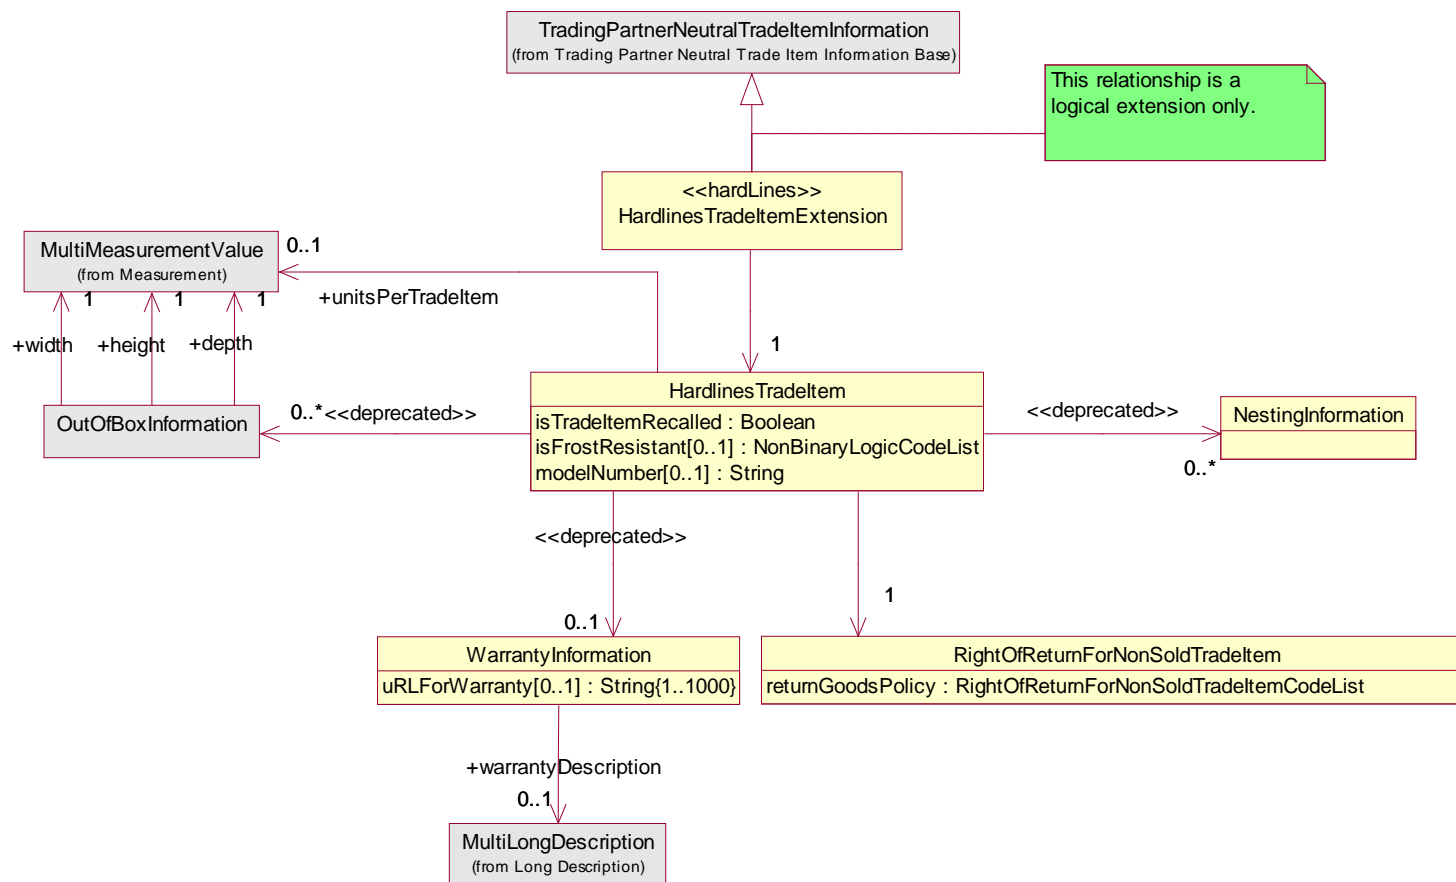 TradingPartnerNeutralTradeItemInformation
(from Trading Partner Neutral Trade Item Information Base)
This relationship is a
logical extension only.
<<hardLines>>
HardlinesTradeItemExtension
MultiMeasurementValue
(from Measurement)
0..1
+unitsPerTradeItem
1
1
1
+width
+height
+depth
1
OutOfBoxInformation
0..*
<<deprecated>>
HardlinesTradeItem
isTradeItemRecalled : Boolean
isFrostResistant[0..1] : NonBinaryLogicCodeList
modelNumber[0..1] : String
<<deprecated>>
0..*
NestingInformation
<<deprecated>>
0..1
1
WarrantyInformation
uRLForWarranty[0..1] : String{1..1000}
RightOfReturnForNonSoldTradeItem
returnGoodsPolicy : RightOfReturnForNonSoldTradeItemCodeList
+warrantyDescription
0..1
MultiLongDescription
(from Long Description)